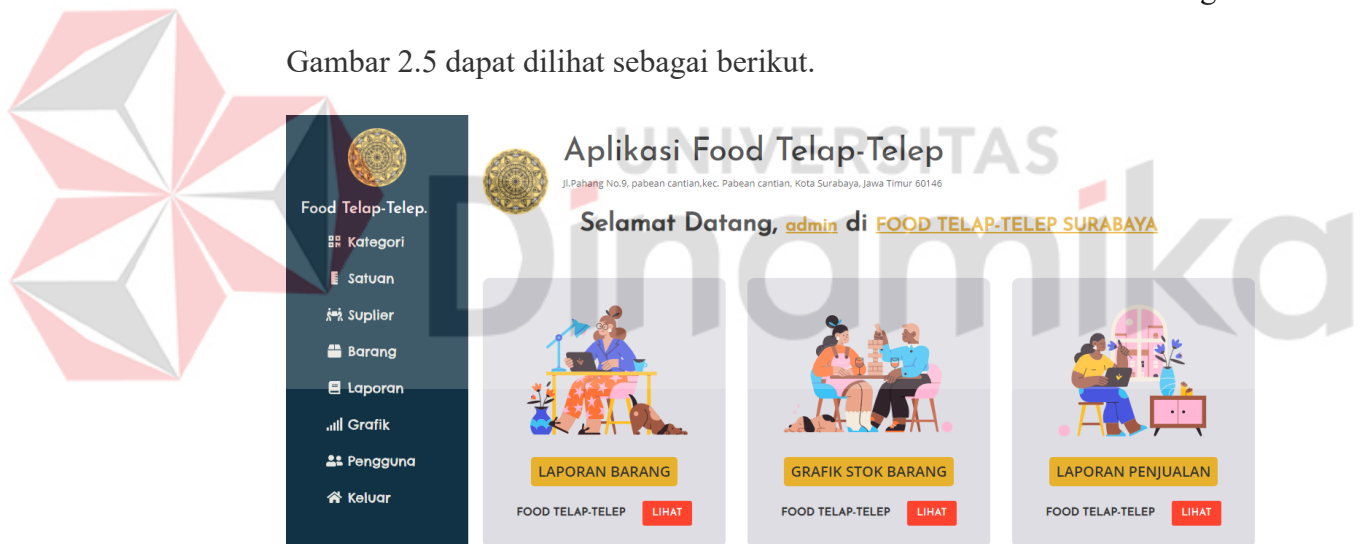 g
Gambar 2.5 dapat dilihat sebagai berikut.
UNIVERSITAS
Dinamika
Food Telap-Telep.
Kategori
Satuan
Suplier
Barang
Laporan
Grafik
Pengguna
Keluar
Aplikasi Food Telap-Telep
Jl.Pahang No.9, pabean cantian,kec. Pabean cantian, Kota Surabaya, Jawa Timur 60146
Selamat Datang, admin di FOOD TELAP-TELEP SURABAYA
LAPORAN BARANG
FOOD TELAP-TELEP LIHAT
GRAFIK STOK BARANG
FOOD TELAP-TELEP LIHAT
LAPORAN PENJUALAN
FOOD TELAP-TELEP LIHAT